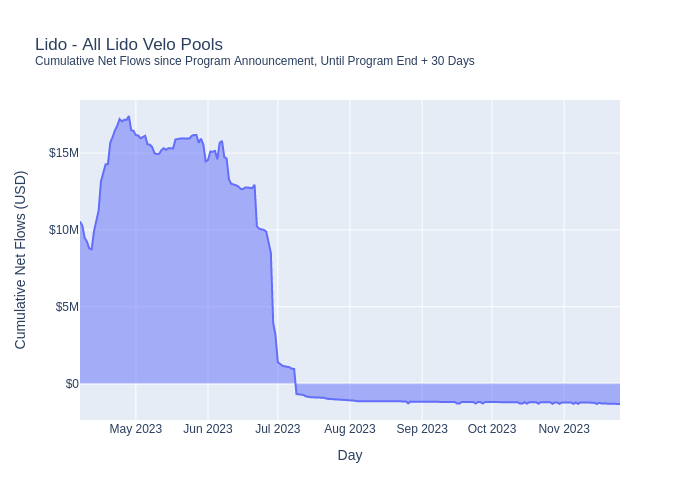 Lido - All Lido Velo Pools
Cumulative Net Flows since Program Announcement, Until Program End + 30 Days
Cumulative Net Flows (USD)
$15M
$10M
$5M
$0
May 2023
Jun 2023
Jul 2023
Aug 2023
Sep 2023
Oct 2023
Nov 2023
Day